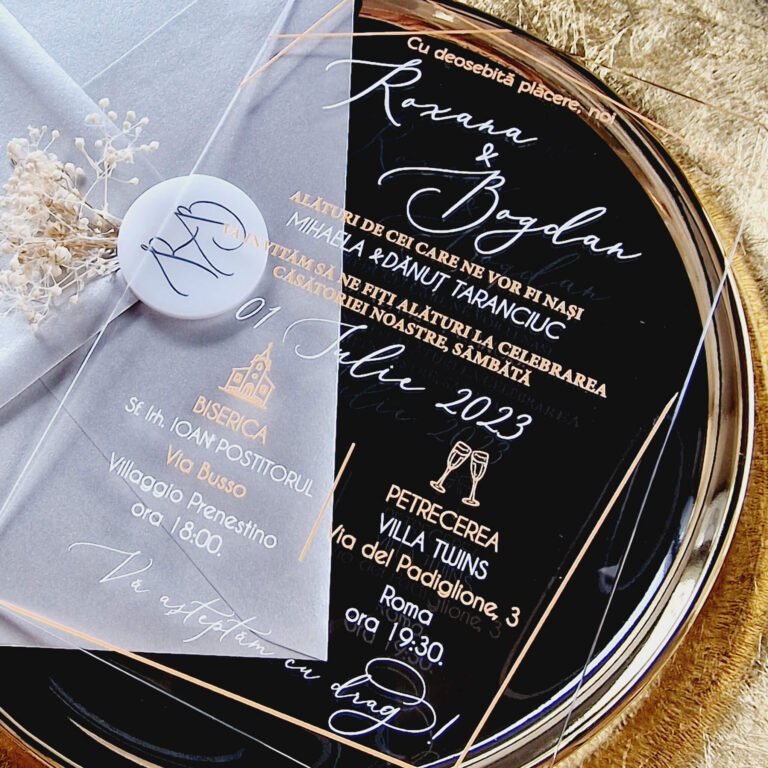 Cu deosebită plăcere, noi
Roxana
&
Bogdan
ALĂTURI DE CEI CARE NE VOR FI NAȘI
MIHAELA & DĂNUȚ TARANCIUC
VĂ INVITĂM SĂ NE FIȚI ALĂTURI LA CELEBRAREA
CĂSĂTORIEI NOASTRE, SÂMBĂTĂ
01 Iulie 2023
BISERICA
Sf. Irh. IOAN POSTITORUL
Via Busso
Villaggio Prenestino
ora 18:00.
PETRECEREA
VILLA TWINS
Via del Padiglione, 3
Roma
ora 19:30.
Vă așteptăm cu drag!
R&B